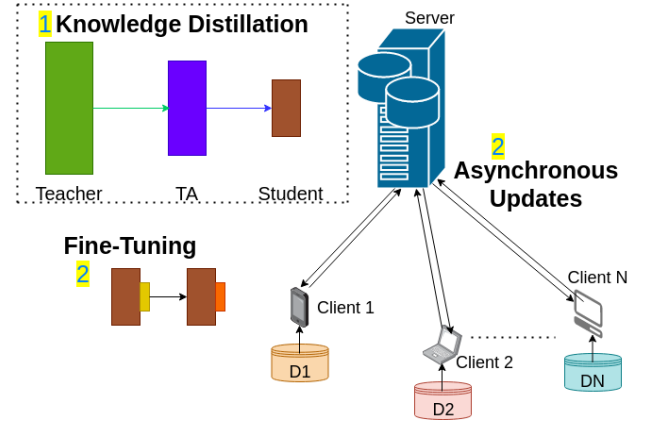 1 Knowledge Distillation
Teacher
TA
Student
Server
2
Asynchronous
Updates
Fine-Tuning
2
Client 1
Client 2
Client N
D1
D2
DN